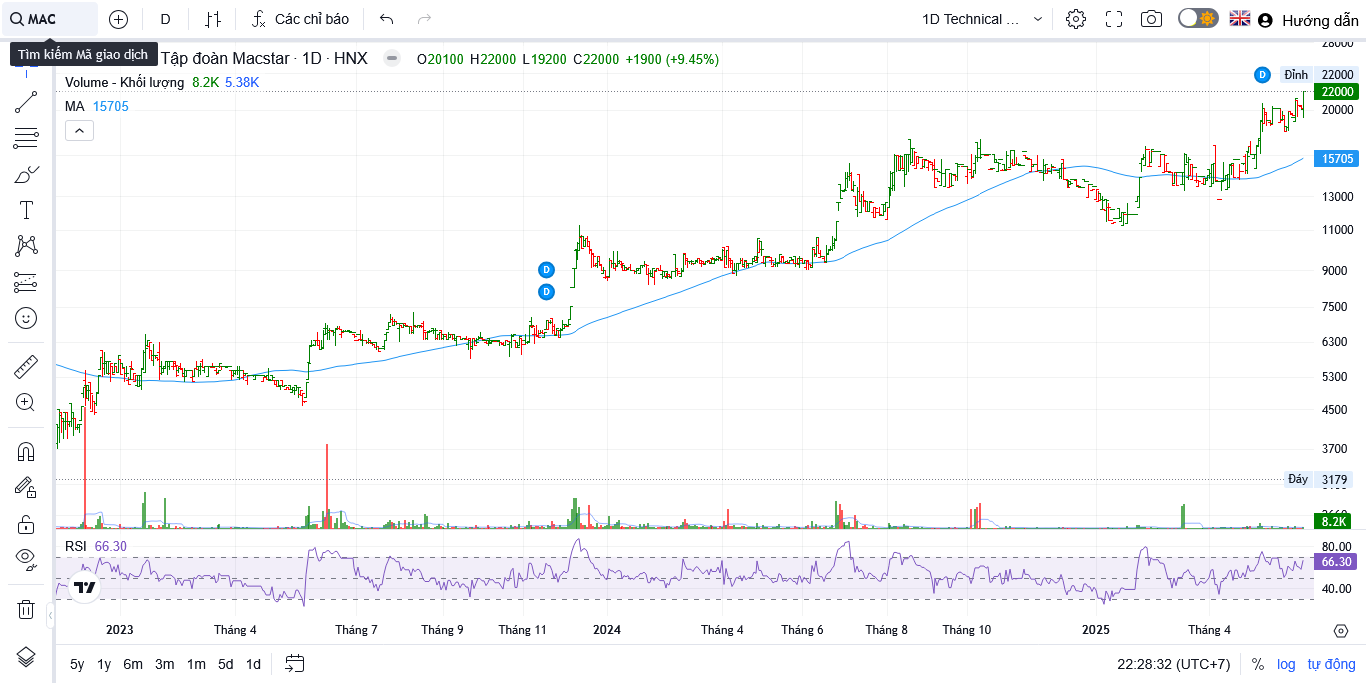 MAC
D
Các chỉ báo
1D Technical ...
Hướng dẫn
Tìm kiếm Mã giao dịch
Tập đoàn Macstar · 1D · HNX
O20100 H22000 L19200 C22000 +1900 (+9.45%)
Volume - Khối lượng 8.2K 5.38K
MA 15705
D
Đỉnh 22000
22000
20000
15705
13000
11000
D
9000
D
7500
6300
5300
4500
3700
Đáy 3179
8.2K
RSI 66.30
80.00
66.30
40.00
2023 Tháng 4 Tháng 7 Tháng 9 Tháng 11 2024 Tháng 4 Tháng 6 Tháng 8 Tháng 10 2025 Tháng 4
5y 1y 6m 3m 1m 5d 1d
22:28:32 (UTC+7) % log tự động